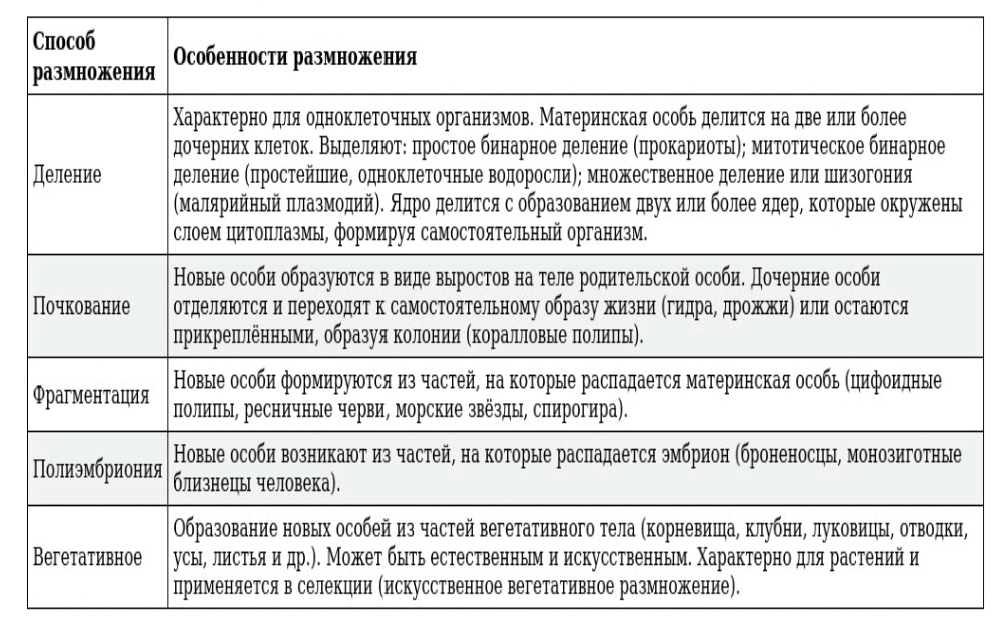 Способ
размножения
Особенности размножения
Деление
Характерно для одноклеточных организмов. Материнская особь делится на две или более
дочерних клеток. Выделяют: простое бинарное деление (прокариоты); митотическое бинарное
деление (простейшие, одноклеточные водоросли); множественное деление или шизогония
(малярийный плазмодий). Ядро делится с образованием двух или более ядер, которые окружены
слоем цитоплазмы, формируя самостоятельный организм.
Почкование
Новые особи образуются в виде выростов на теле родительской особи. Дочерние особи
отделяются и переходят к самостоятельному образу жизни (гидра, дрожжи) или остаются
прикреплёнными, образуя колонии (коралловые полипы).
Фрагментация
Новые особи формируются из частей, на которые распадается материнская особь (цифоидные
полипы, ресничные черви, морские звёзды, спирогира).
Полиэмбриония
Новые особи возникают из частей, на которые распадается эмбрион (броненосцы, монозиготные
близнецы человека).
Вегетативное
Образование новых особей из частей вегетативного тела (корневища, клубни, луковицы, отводки,
усы, листья и др.). Может быть естественным и искусственным. Характерно для растений и
применяется в селекции (искусственное вегетативное размножение).